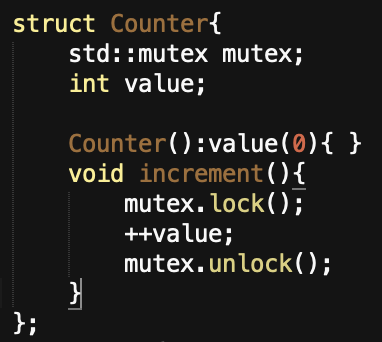 struct Counter{
    std::mutex mutex;
    int value;

    Counter():value(0){ }
    void increment(){
        mutex.lock();
        ++value;
        mutex.unlock();
    }
};